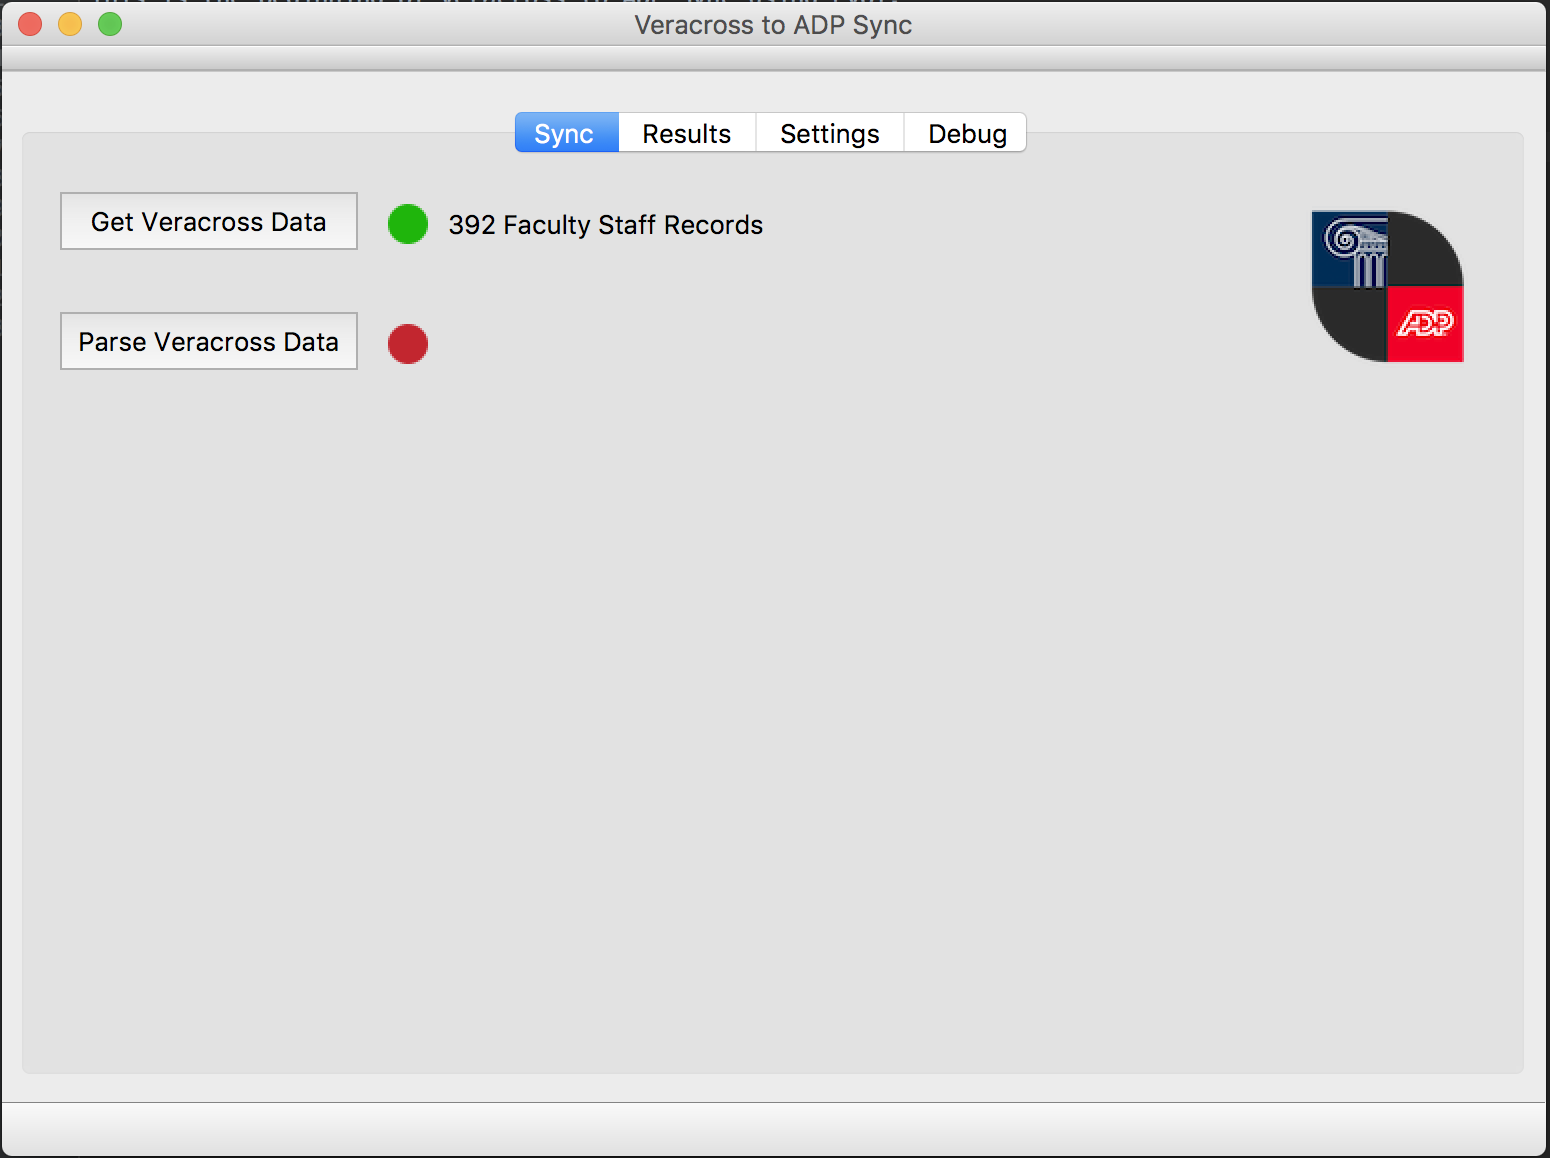 Veracross to ADP Sync
Sync Results Settings Debug
Get Veracross Data 392 Faculty Staff Records
Parse Veracross Data
ADP